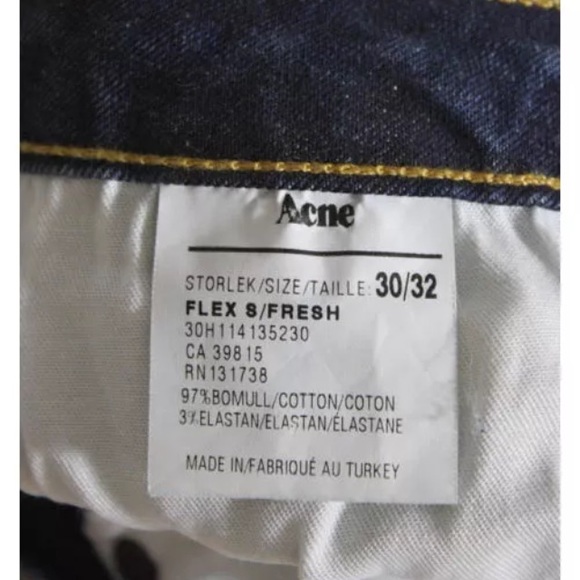 Acne
STORLEK/SIZE/TAILLE: 30/32
FLEX S/FRESH
30H114135230
CA 39815
RN131738
97%BOMULL/COTTON/COTON
3%ELASTAN/ELASTAN/ÉLASTANE
MADE IN/FABRIQUÉ AU TURKEY